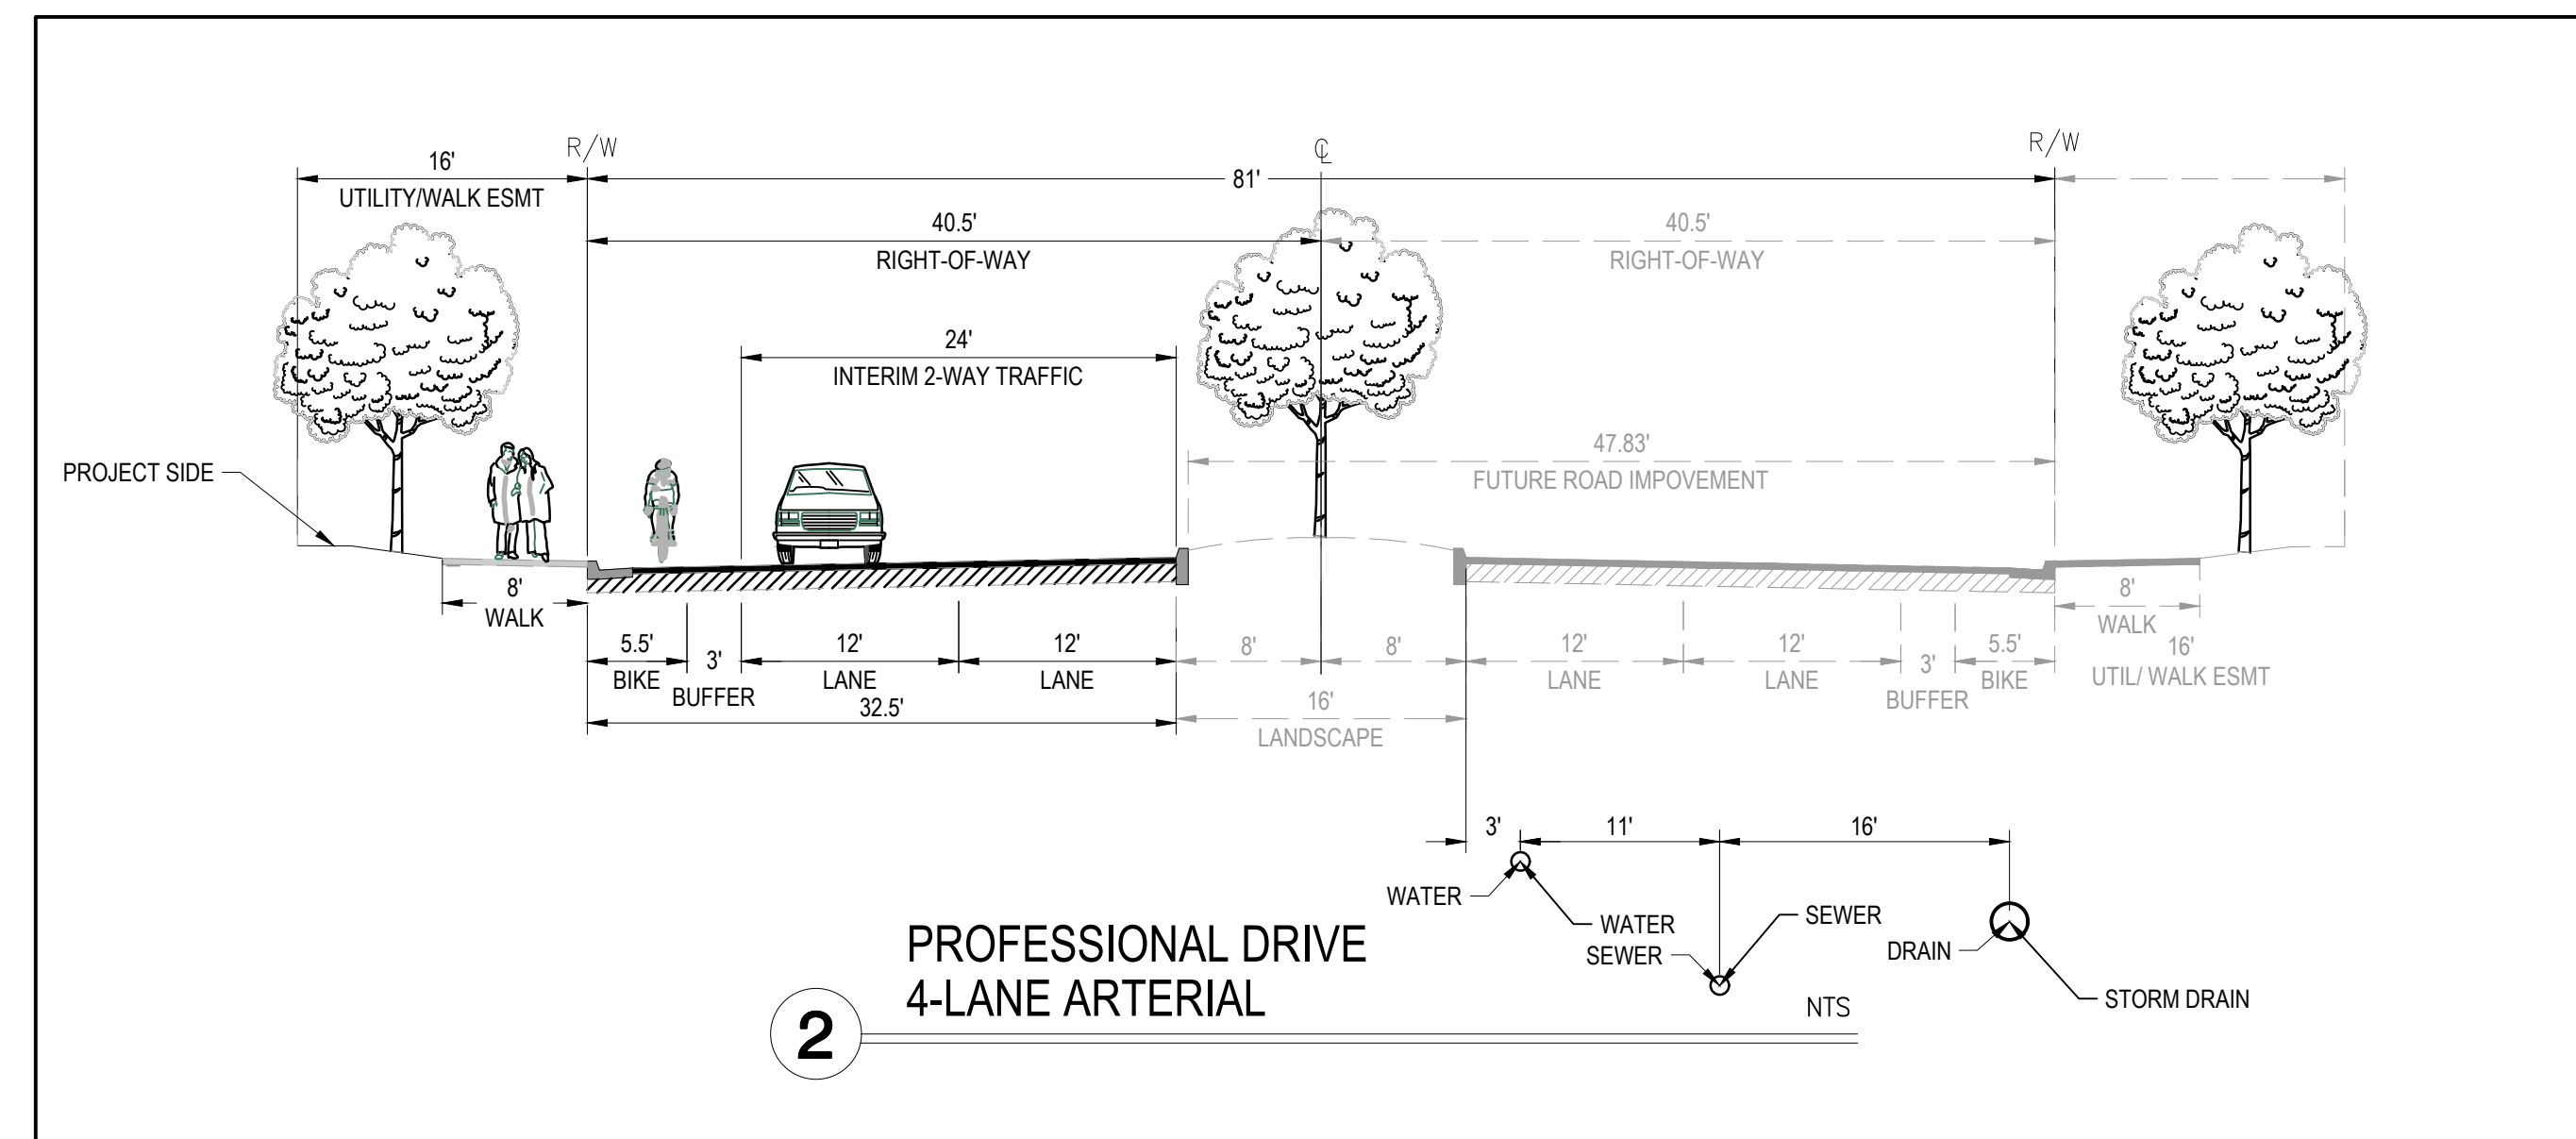 R/W
℄
R/W
16'
UTILITY/WALK ESMT
81'
40.5'
RIGHT-OF-WAY
40.5'
RIGHT-OF-WAY
24'
INTERIM 2-WAY TRAFFIC
47.83'
FUTURE ROAD IMPOVEMENT
PROJECT SIDE
8'
WALK
8'
WALK
5.5'
BIKE
3'
BUFFER
12'
LANE
12'
LANE
8'
8'
12'
LANE
12'
LANE
3'
BUFFER
5.5'
BIKE
16'
UTIL/ WALK ESMT
32.5'
16'
LANDSCAPE
3'
11'
16'
WATER
WATER
SEWER
SEWER
DRAIN
STORM DRAIN
PROFESSIONAL DRIVE
4-LANE ARTERIAL
2
NTS